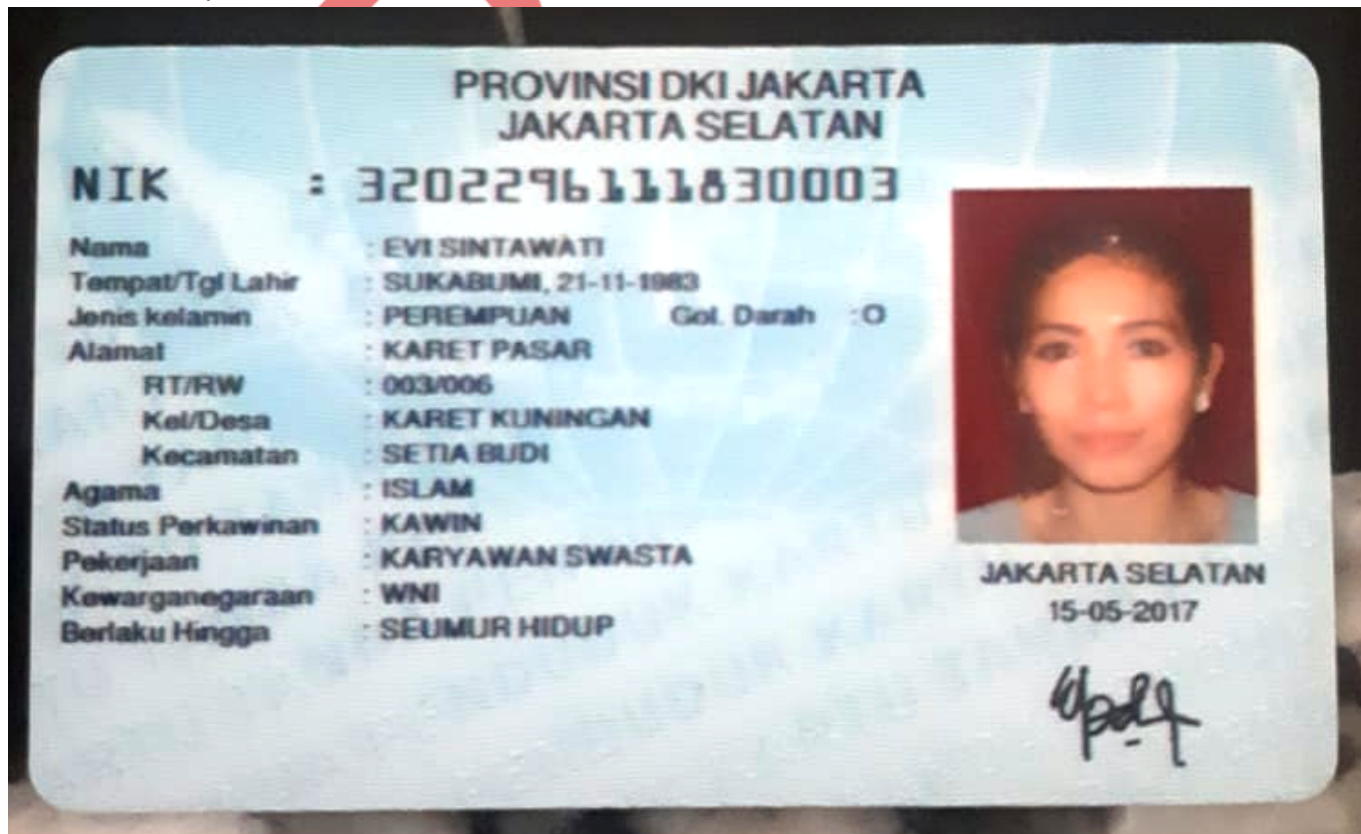 PROVINSI DKI JAKARTA
JAKARTA SELATAN
NIK : 3202296111830003
Nama : EVI SINTAWATI
Tempat/Tgl Lahir : SUKABUMI, 21-11-1983
Jenis kelamin : PEREMPUAN Gol. Darah : O
Alamat : KARET PASAR
RT/RW : 003/006
Kel/Desa : KARET KUNINGAN
Kecamatan : SETIA BUDI
Agama : ISLAM
Status Perkawinan : KAWIN
Pekerjaan : KARYAWAN SWASTA
Kewarganegaraan : WNI
Berlaku Hingga : SEUMUR HIDUP
JAKARTA SELATAN
15-05-2017